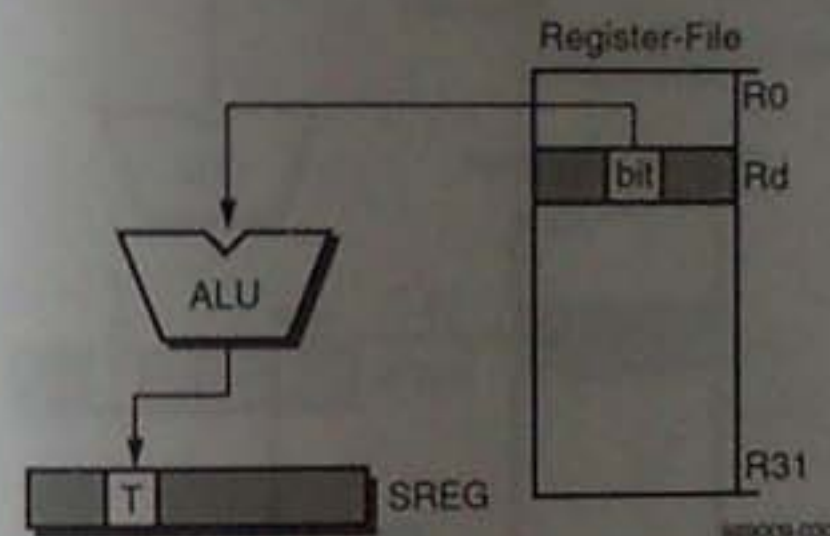 Register-File
R0
bit
Rd
ALU
R31
T
SREG